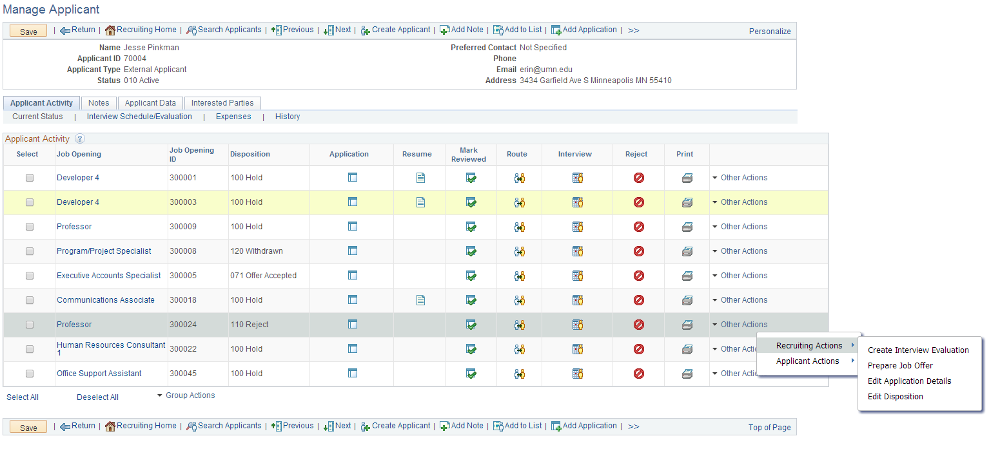 Manage Applicant
Save | Return | Recruiting Home | Search Applicants | Previous | Next | Create Applicant | Add Note | Add to List | Add Application | >> Personalize
Name Jesse Pinkman Preferred Contact Not Specified
Applicant ID 70004 Phone
Applicant Type External Applicant Email erin@umn.edu
Status 010 Active Address 3434 Garfield Ave S Minneapolis MN 55410
Applicant Activity Notes Applicant Data Interested Parties
Current Status | Interview Schedule/Evaluation | Expenses | History
Applicant Activity ?
Select Job Opening Job Opening ID Disposition Application Resume Mark Reviewed Route Interview Reject Print
Developer 4 300001 100 Hold Other Actions
Developer 4 300003 100 Hold Other Actions
Professor 300009 100 Hold Other Actions
Program/Project Specialist 300008 120 Withdrawn Other Actions
Executive Accounts Specialist 300005 071 Offer Accepted Other Actions
Communications Associate 300018 100 Hold Other Actions
Professor 300024 110 Reject Other Actions
Human Resources Consultant 1 300022 100 Hold Other Actio
Office Support Assistant 300045 100 Hold Other Actio
Recruiting Actions
Applicant Actions
Create Interview Evaluation
Prepare Job Offer
Edit Application Details
Edit Disposition
Select All Deselect All Group Actions
Save | Return | Recruiting Home | Search Applicants | Previous | Next | Create Applicant | Add Note | Add to List | Add Application | >> Top of Page